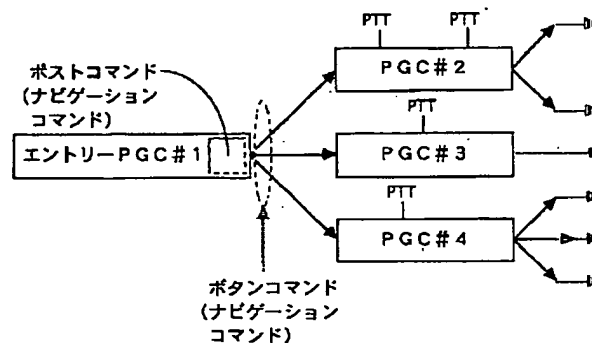 PTT PTT
ポストコマンド
(ナビゲーション
コマンド)
PGC#2
PTT
エントリーPGC#1
PGC#3
PTT
PGC#4
ボタンコマンド
(ナビゲーション
コマンド)